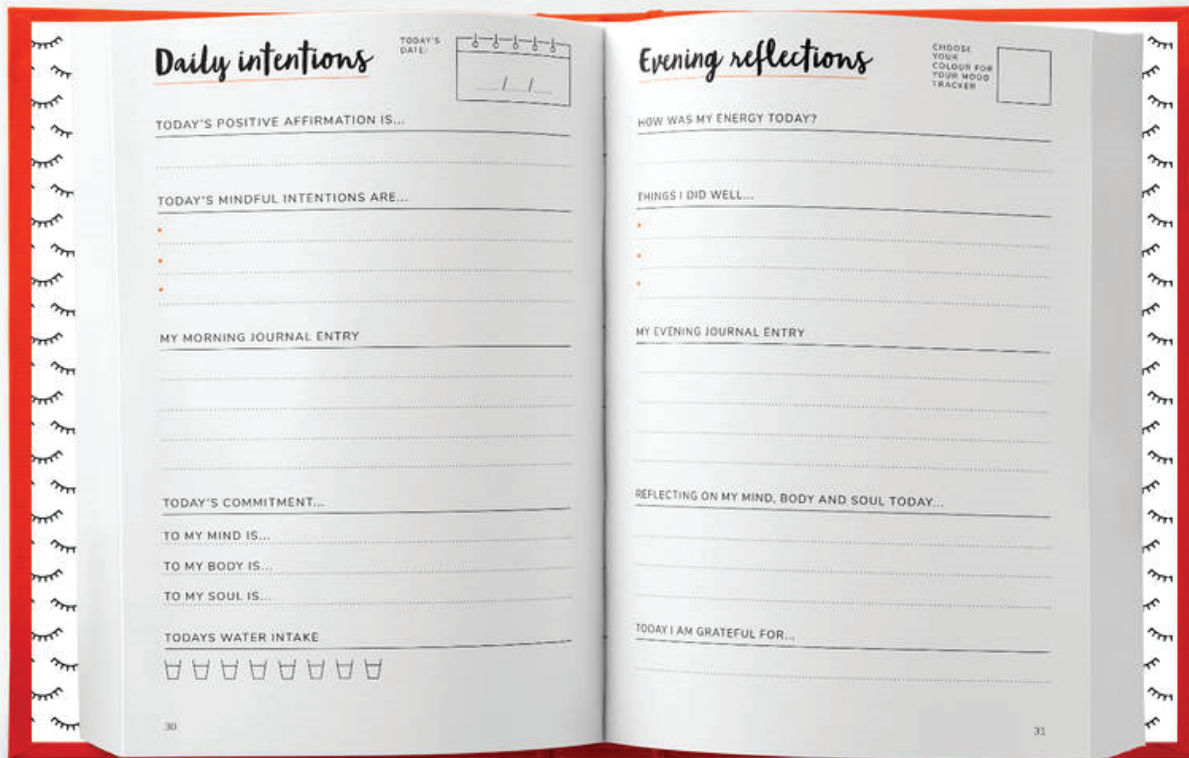 Daily intentions
TODAY'S
DATE:
__/__/__
TODAY'S POSITIVE AFFIRMATION IS...
TODAY'S MINDFUL INTENTIONS ARE...
MY MORNING JOURNAL ENTRY
TODAY'S COMMITMENT...
TO MY MIND IS...
TO MY BODY IS...
TO MY SOUL IS...
TODAYS WATER INTAKE
30
Evening reflections
CHOOSE
YOUR
COLOUR FOR
YOUR MOOD
TRACKER
HOW WAS MY ENERGY TODAY?
THINGS I DID WELL...
MY EVENING JOURNAL ENTRY
REFLECTING ON MY MIND, BODY AND SOUL TODAY...
TODAY I AM GRATEFUL FOR...
31